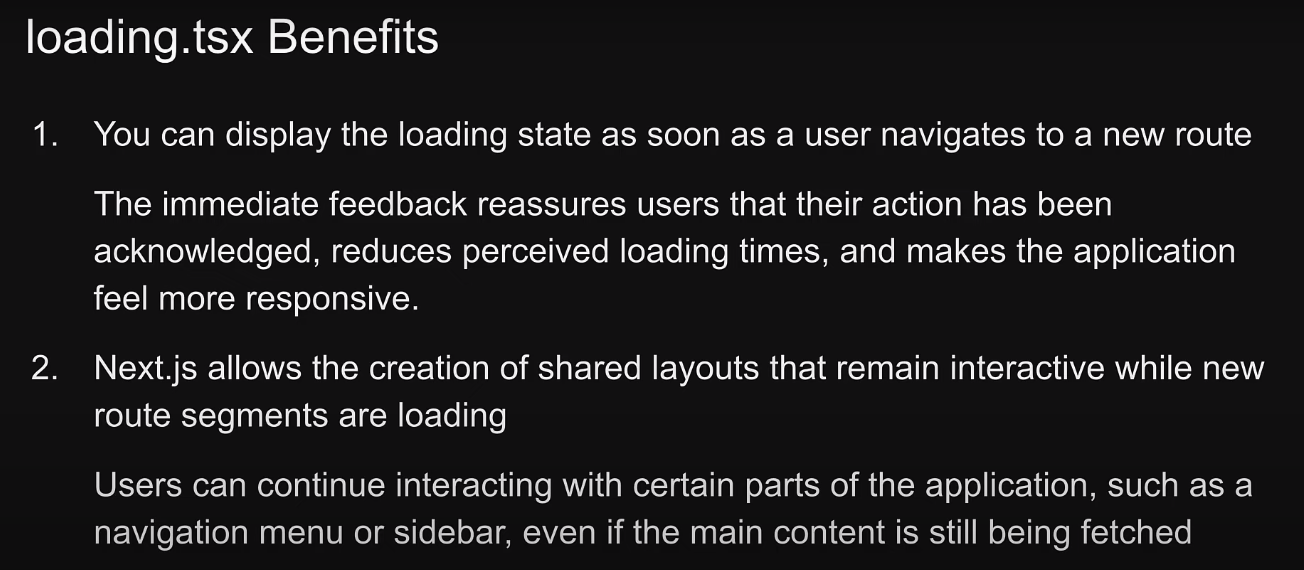 loading.tsx Benefits
1. You can display the loading state as soon as a user navigates to a new route
The immediate feedback reassures users that their action has been
acknowledged, reduces perceived loading times, and makes the application
feel more responsive.
2. Next.js allows the creation of shared layouts that remain interactive while new
route segments are loading
Users can continue interacting with certain parts of the application, such as a
navigation menu or sidebar, even if the main content is still being fetched